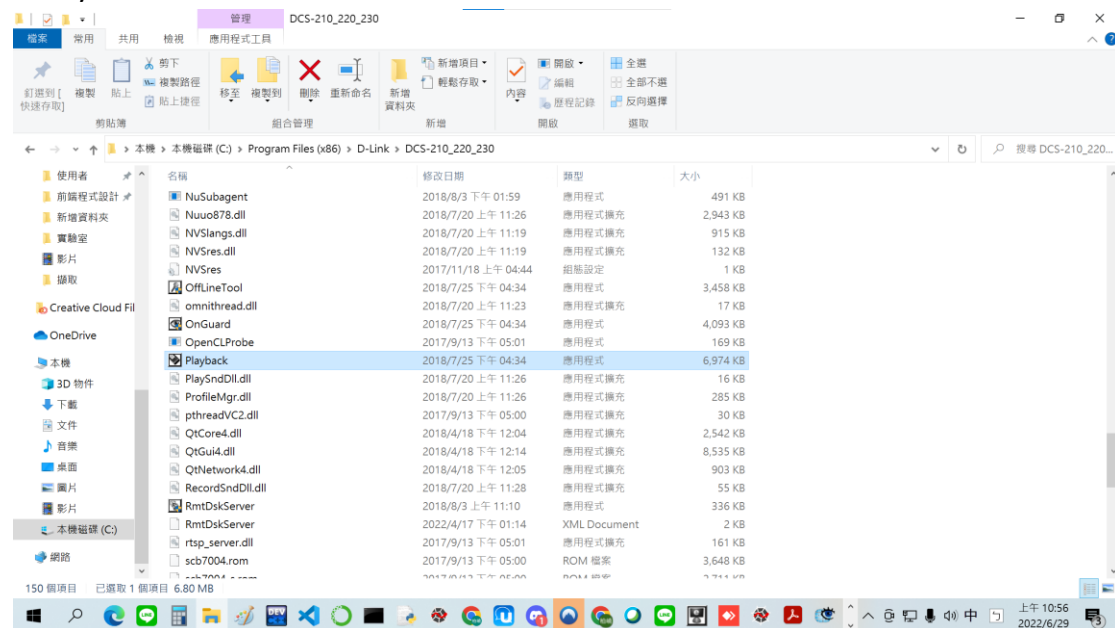 管理 DCS-210_220_230
檔案 常用 共用 檢視 應用程式工具
釘選到 [快速存取]
複製
貼上
剪下
複製路徑
貼上捷徑
剪貼簿
移至 複製到 刪除 重新命名
組合管理
新增資料夾
新增項目
輕鬆存取
新增
內容
開啟
編輯
歷程記錄
開啟
全選
全部不選
反向選擇
選取
本機 > 本機磁碟 (C:) > Program Files (x86) > D-Link > DCS-210_220_230
搜尋 DCS-210_220...
使用者
前端程式設計
新增資料夾
實驗室
影片
擷取
Creative Cloud Fil
OneDrive
本機
3D 物件
下載
文件
音樂
桌面
圖片
影片
本機磁碟 (C:)
網路
名稱 修改日期 類型 大小
NuSubagent 2018/8/3 下午 01:59 應用程式 491 KB
Nuuo878.dll 2018/7/20 上午 11:26 應用程式擴充 2,943 KB
NVSlangs.dll 2018/7/20 上午 11:19 應用程式擴充 915 KB
NVSres.dll 2018/7/20 上午 11:19 應用程式擴充 132 KB
NVSres 2017/11/18 上午 04:44 組態設定 1 KB
OffLineTool 2018/7/25 下午 04:34 應用程式 3,458 KB
omnithread.dll 2018/7/20 上午 11:23 應用程式擴充 17 KB
OnGuard 2018/7/25 下午 04:34 應用程式 4,093 KB
OpenCLProbe 2017/9/13 下午 05:01 應用程式 169 KB
Playback 2018/7/25 下午 04:34 應用程式 6,974 KB
PlaySndDll.dll 2018/7/20 上午 11:26 應用程式擴充 16 KB
ProfileMgr.dll 2018/7/20 上午 11:26 應用程式擴充 285 KB
pthreadVC2.dll 2017/9/13 下午 05:00 應用程式擴充 30 KB
QtCore4.dll 2018/4/18 下午 12:04 應用程式擴充 2,542 KB
QtGui4.dll 2018/4/18 下午 12:14 應用程式擴充 8,535 KB
QtNetwork4.dll 2018/4/18 下午 12:05 應用程式擴充 903 KB
RecordSndDll.dll 2018/7/20 上午 11:28 應用程式擴充 55 KB
RmtDskServer 2018/8/3 上午 11:10 應用程式 336 KB
RmtDskServer 2022/4/17 下午 01:14 XML Document 2 KB
rtsp_server.dll 2017/9/13 下午 05:01 應用程式擴充 161 KB
scb7004.rom 2017/9/13 下午 05:00 ROM 檔案 3,648 KB
150 個項目 已選取 1 個項目 6.80 MB
中
上午 10:56
2022/6/29